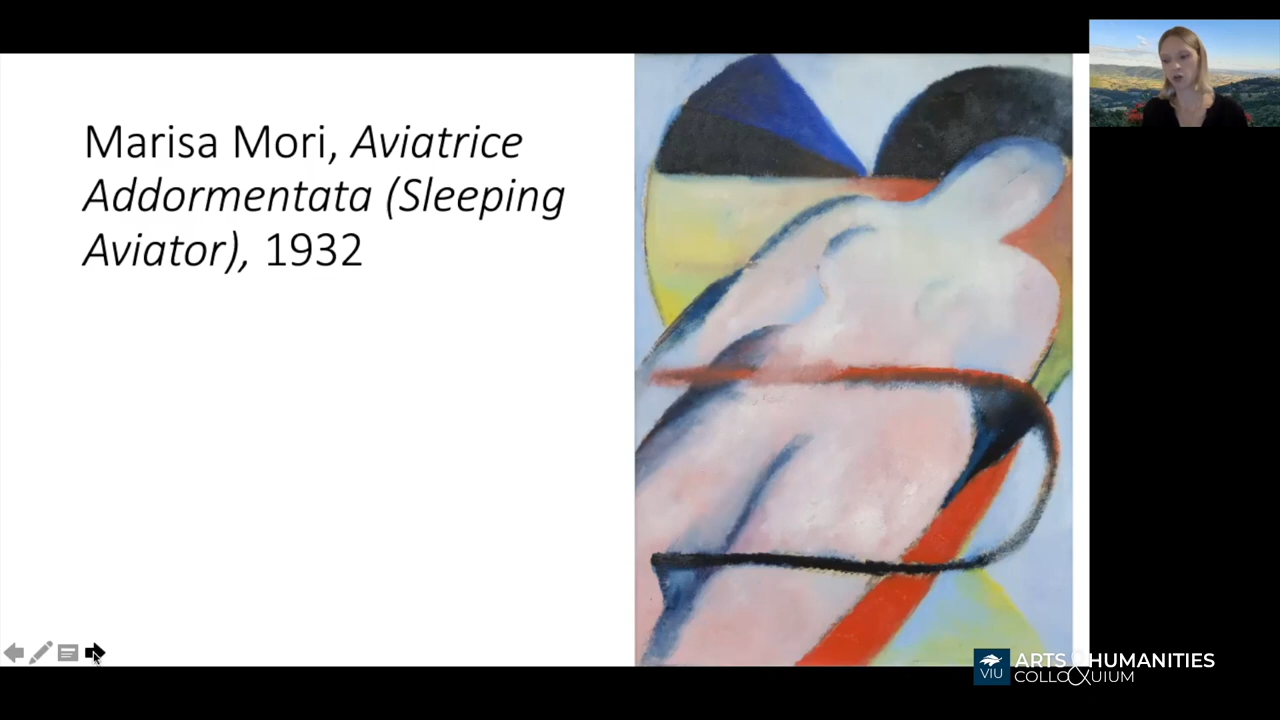 Marisa Mori, Aviatrice
Addormentata (Sleeping
Aviator), 1932
VIU
ARTS & HUMANITIES
COLLOQUIUM